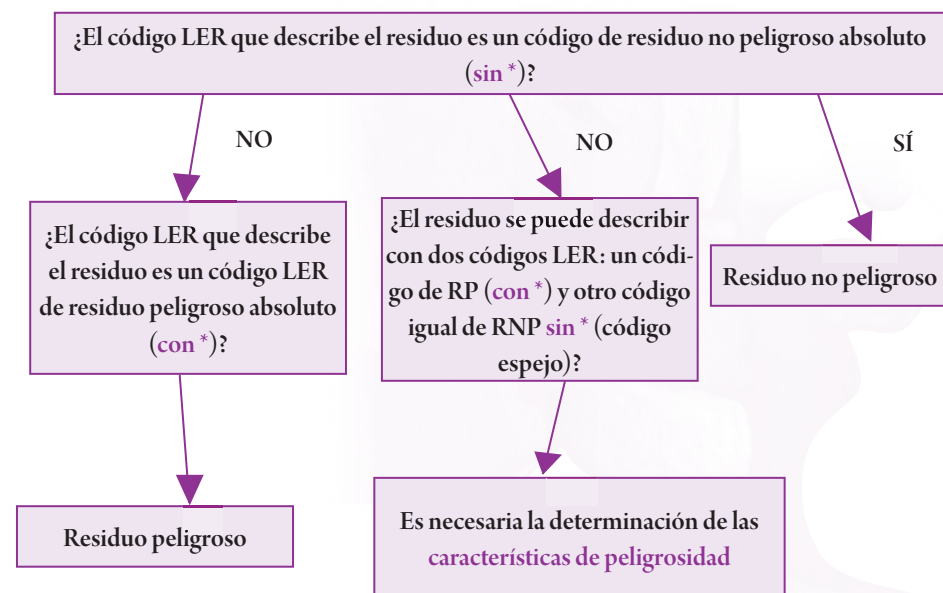 ¿El código LER que describe el residuo es un código de residuo no peligroso absoluto
(sin *)?
NO
NO
SÍ
¿El código LER que describe
el residuo es un código LER
de residuo peligroso absoluto
(con *)?
¿El residuo se puede describir
con dos códigos LER: un códi-
go de RP (con *) y otro código
igual de RNP sin * (código
espejo)?
Residuo no peligroso
Residuo peligroso
Es necesaria la determinación de las
características de peligrosidad